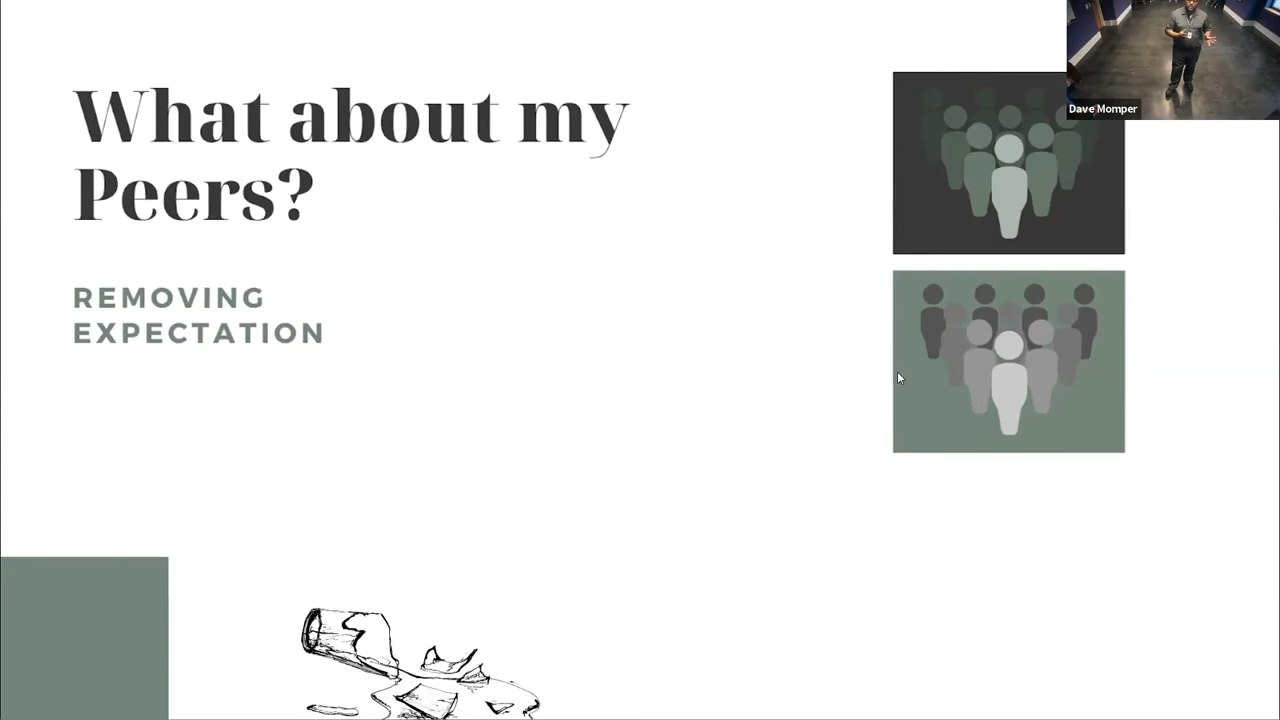 What about my
Peers?
REMOVING
EXPECTATION
Dave Momper